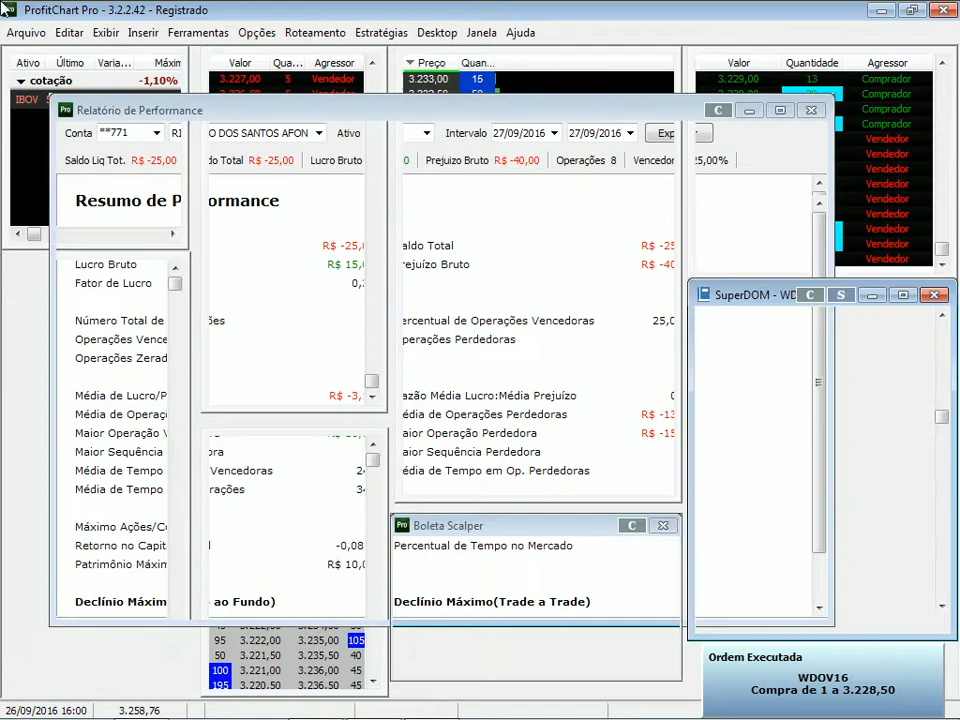 ProfitChart Pro - 3.2.2.42 - Registrado
Arquivo Editar Exibir Inserir Ferramentas Opções Roteamento Estratégias Desktop Janela Ajuda
Ativo Último Varia... Máxim
Valor Qua... Agressor
Preço Quan...
Valor Quantidade Agressor
cotação -1,10%
3.227,00 5 Vendedor
3.233,00 15
3.229,00 13 Comprador
IBOV
Comprador
Comprador
Comprador
Vendedor
Vendedor
Vendedor
Vendedor
Vendedor
Vendedor
Vendedor
Vendedor
Vendedor
Relatório de Performance C
Conta **771 RI O DOS SANTOS AFON Ativo Intervalo 27/09/2016 27/09/2016 Exp
Saldo Liq Tot. R$ -25,00 do Total R$ -25,00 Lucro Bruto 0 Prejuizo Bruto R$ -40,00 Operações 8 Vencedor 25,00%
Resumo de P ormance
R$ -25, aldo Total R$ -25
Lucro Bruto R$ 15, rejuízo Bruto R$ -40
Fator de Lucro 0,
Número Total de ões ercentual de Operações Vencedoras 25,0
Operações Vence perações Perdedoras
Operações Zerad
Média de Lucro/P R$ -3, azão Média Lucro:Média Prejuízo 0
Média de Operaç édia de Operações Perdedoras R$ -13
Maior Operação V aior Operação Perdedora R$ -15
Maior Sequência ora aior Sequência Perdedora
Média de Tempo Vencedoras 24 édia de Tempo em Op. Perdedoras
Média de Tempo rações 34
Máximo Ações/Co
Retorno no Capit l -0,08 Percentual de Tempo no Mercado
Patrimônio Máxim R$ 10,0
Declínio Máxim ao Fundo) Declínio Máximo(Trade a Trade)
SuperDOM - WD C S
Boleta Scalper C
95 3.222,00 3.235,00 105
50 3.221,50 3.235,50 40
100 3.221,00 3.236,00 45
195 3.220,50 3.236,50 45
Ordem Executada
WDOV16
Compra de 1 a 3.228,50
26/09/2016 16:00 3.258,76